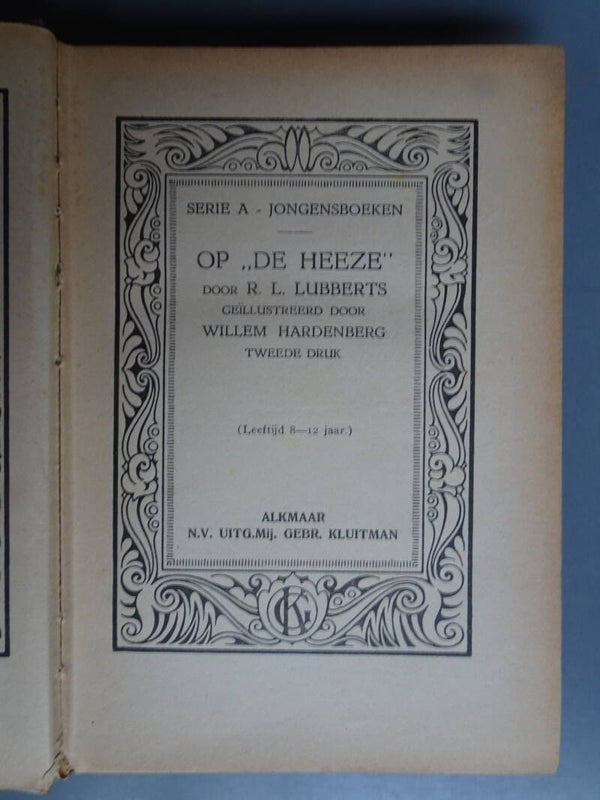 SERIE A - JONGENSBOEKEN
OP „DE HEEZE"
DOOR R. L. LUBBERTS
GEÏLLUSTREERD DOOR
WILLEM HARDENBERG
TWEEDE DRUK
(Leeftijd 8—12 jaar.)
ALKMAAR
N.V. UITG.Mij. GEBR. KLUITMAN
GK